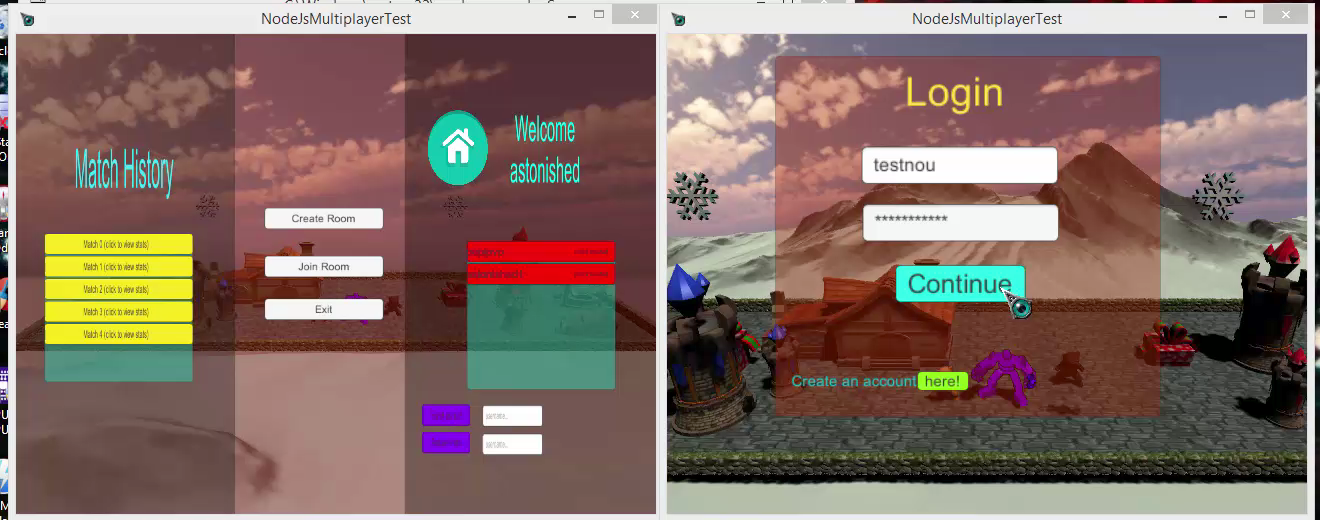 NodeJsMultiplayerTest
Match History
Match 0 (click to view stats)
Match 1 (click to view stats)
Match 2 (click to view stats)
Match 3 (click to view stats)
Match 4 (click to view stats)
Create Room
Join Room
Exit
Welcome
astonished
username...
username...
NodeJsMultiplayerTest
Login
testnou
***********
Continue
Create an account here!